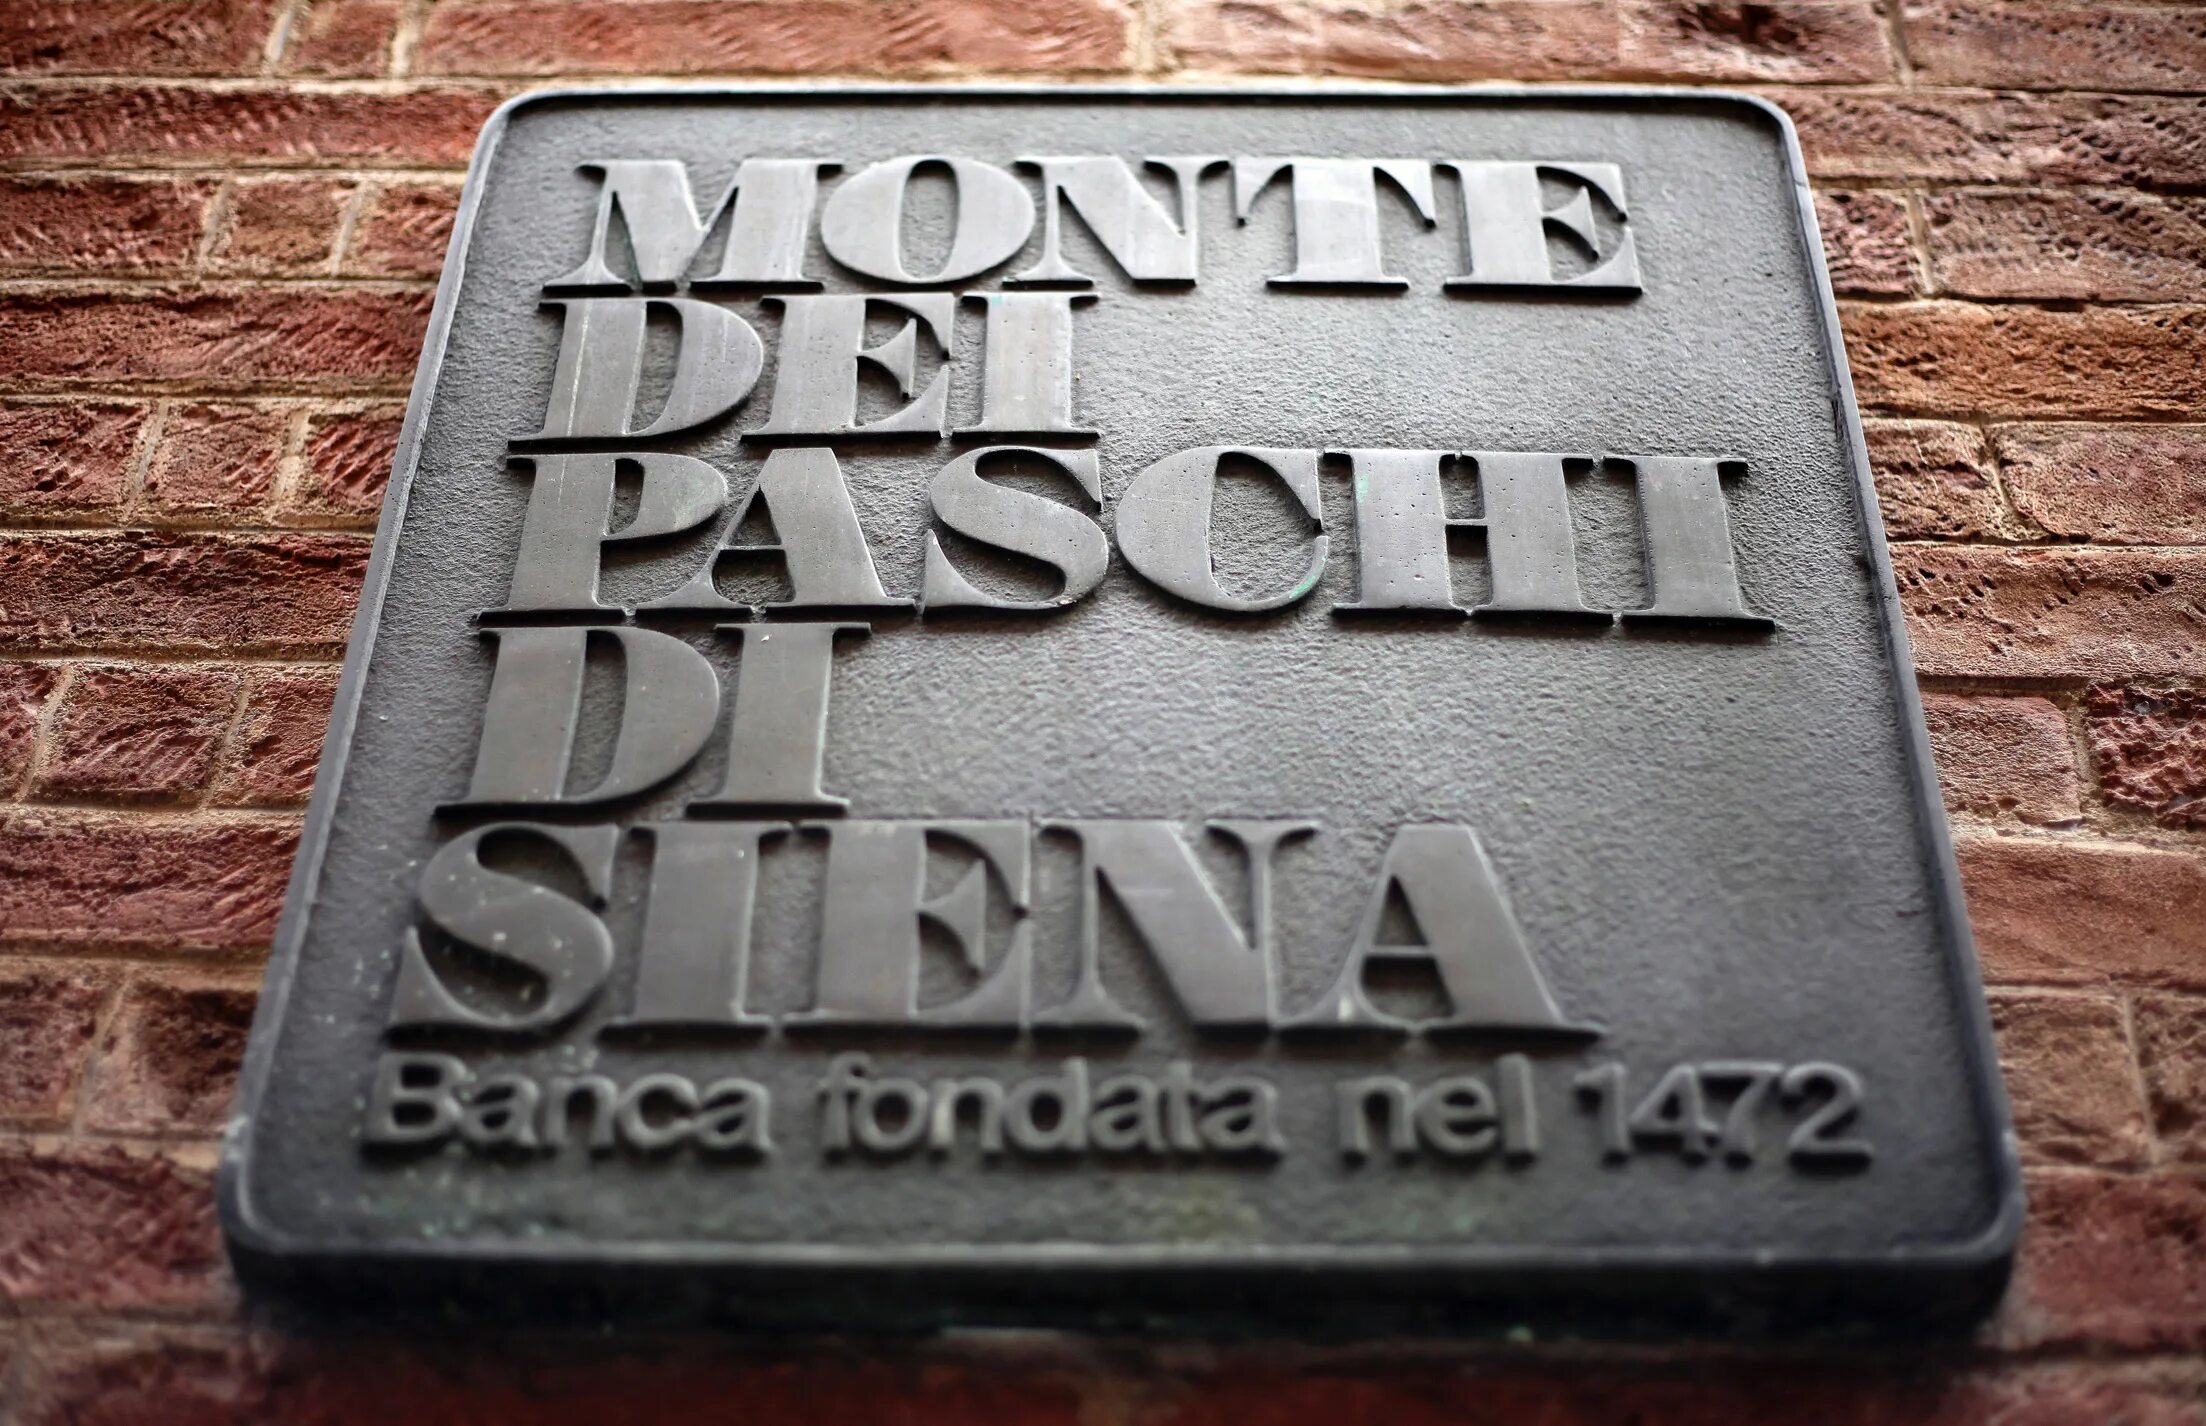 MONTE
DEI
PASCHI
DI
SIENA
Banca fondata nel 1472